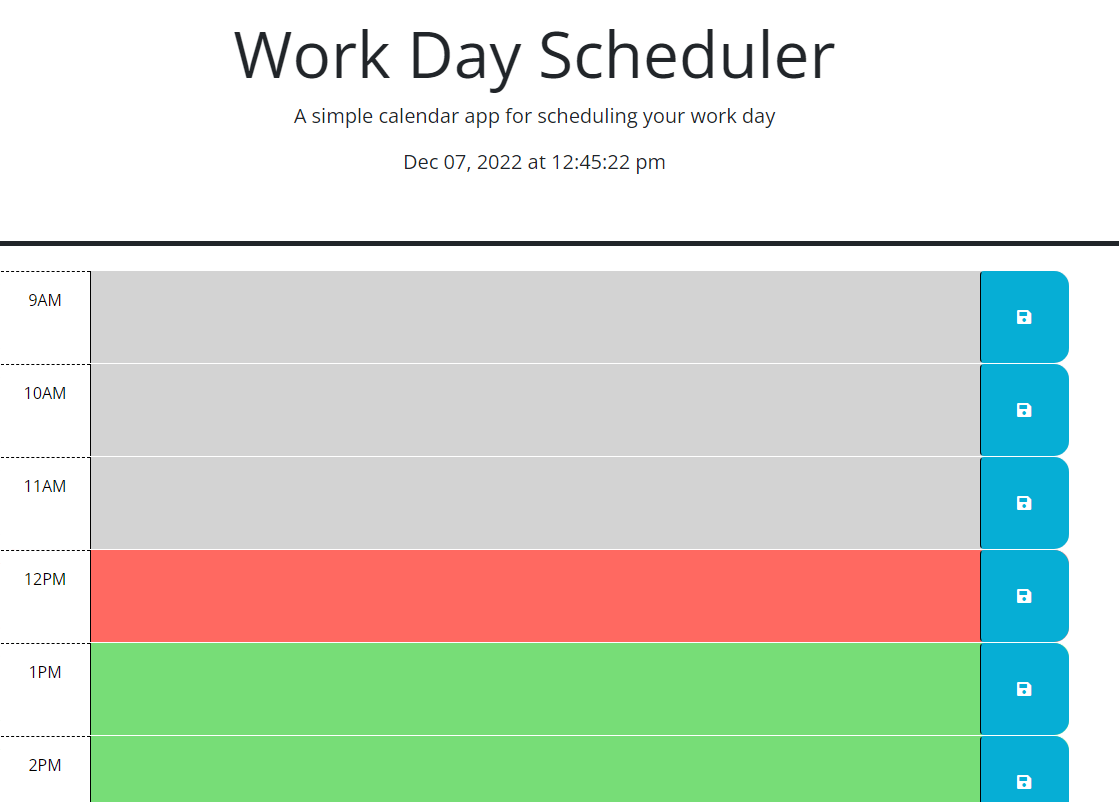 Work Day Scheduler
A simple calendar app for scheduling your work day
Dec 07, 2022 at 12:45:22 pm
9AM
10AM
11AM
12PM
1PM
2PM